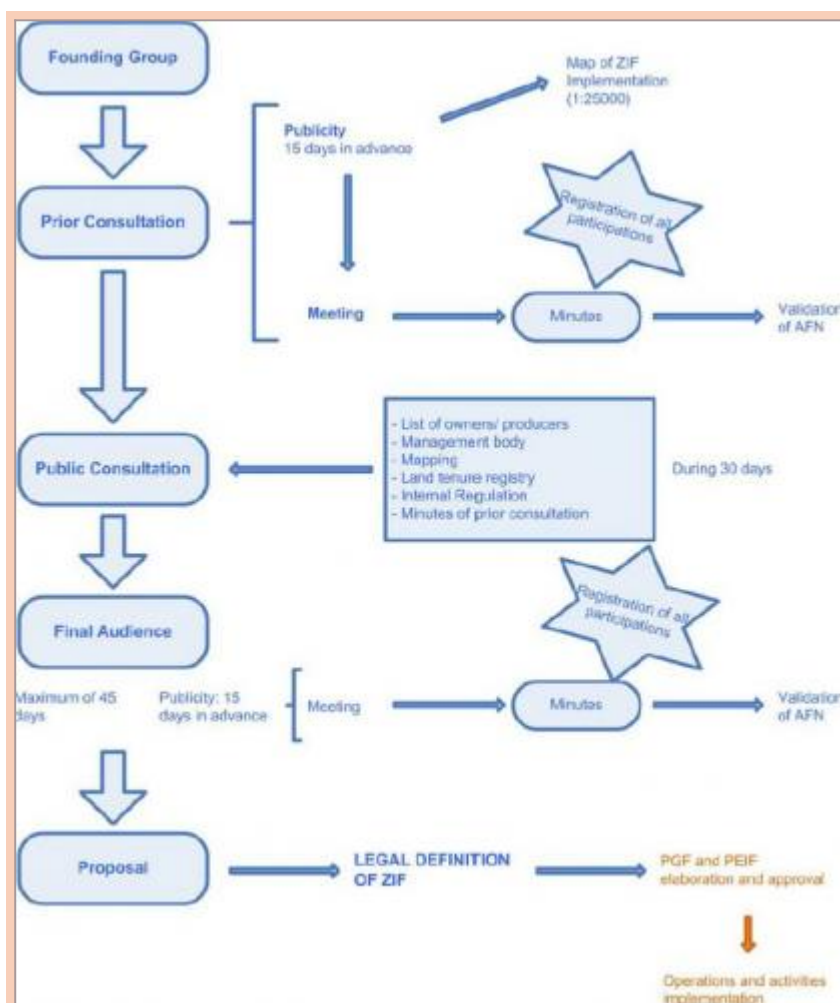 Founding Group
Map of ZIF
Implementation
(1:25000)
Publicity
15 days in advance
Prior Consultation
Registration of all
participations
Meeting
Minutes
Validation
of AFN
- List of owners/ producers
- Management body
- Mapping
- Land tenure registry
- Internal Regulation
- Minutes of prior consultation
Public Consultation
During 30 days
Final Audience
Registration of all
participations
Maximum of 45
days
Publicity: 15
days in advance
Meeting
Minutes
Validation
of AFN
Proposal
LEGAL DEFINITION
OF ZIF
PGF and PEIF
elaboration and approval
Operations and activities
implementation